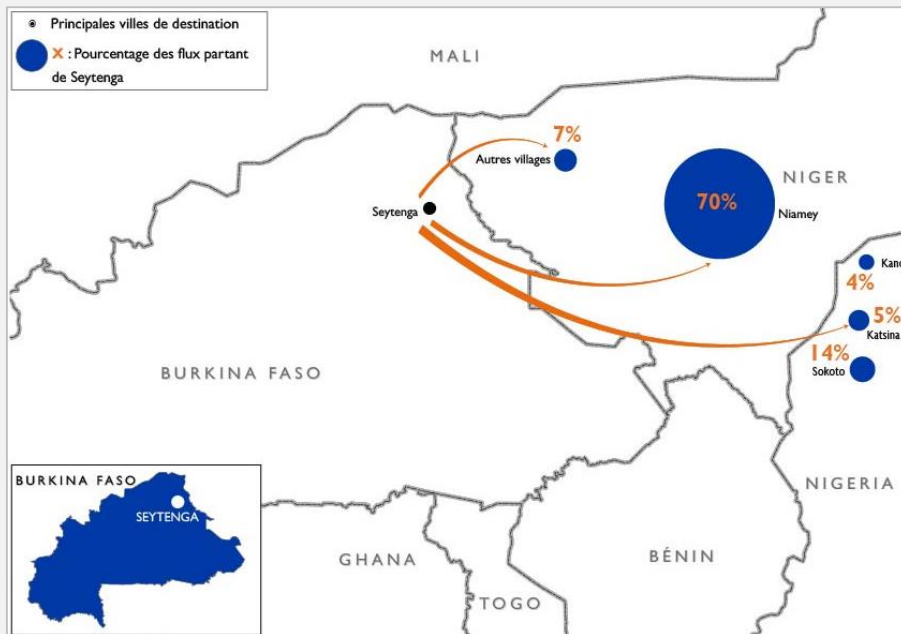 Principales villes de destination
X : Pourcentage des flux partant
de Seytenga
MALI
7%
Autres villages
NIGER
70%
Niamey
Seytenga
Kano
4%
5%
Katsina
14%
Sokoto
BURKINA FASO
BURKINA FASO
SEYTENGA
NIGERIA
GHANA
BÉNIN
TOGO